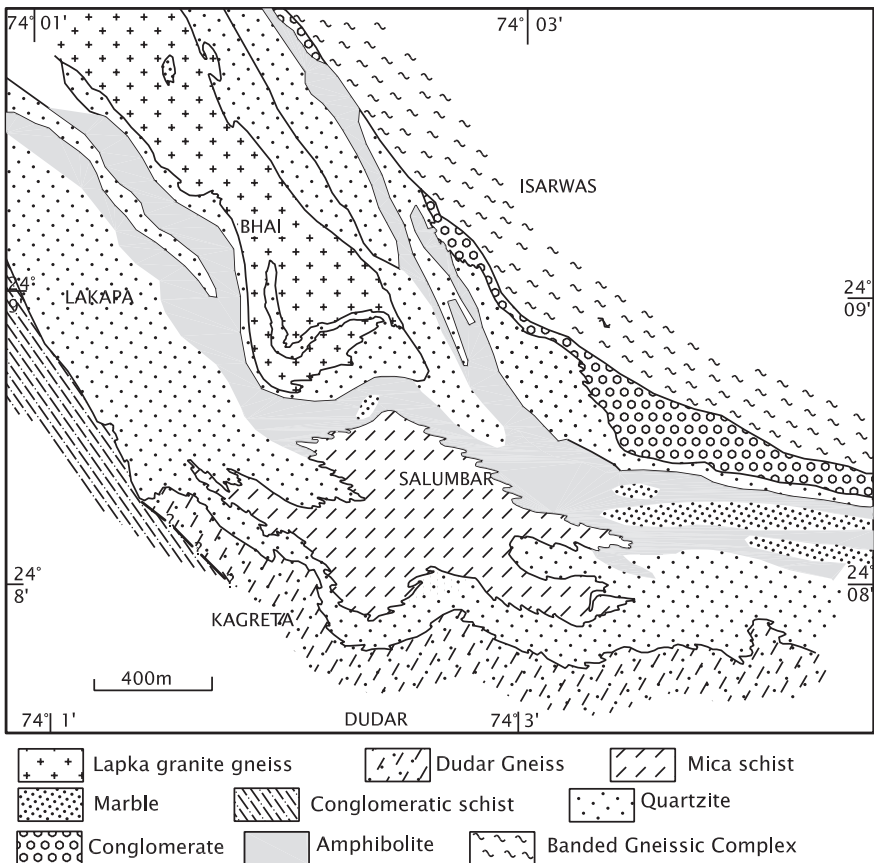 74° 01'
74° 03'
ISARWAS
BHAI
LAKAPA
24°
9'
24°
09'
SALUMBAR
?
?
24°
8'
24°
08'
KAGRETA
400m
DUDAR
74° 1'
74° 3'
Lapka granite gneiss
Dudar Gneiss
Mica schist
Marble
Conglomeratic schist
Quartzite
Conglomerate
Amphibolite
Banded Gneissic Complex